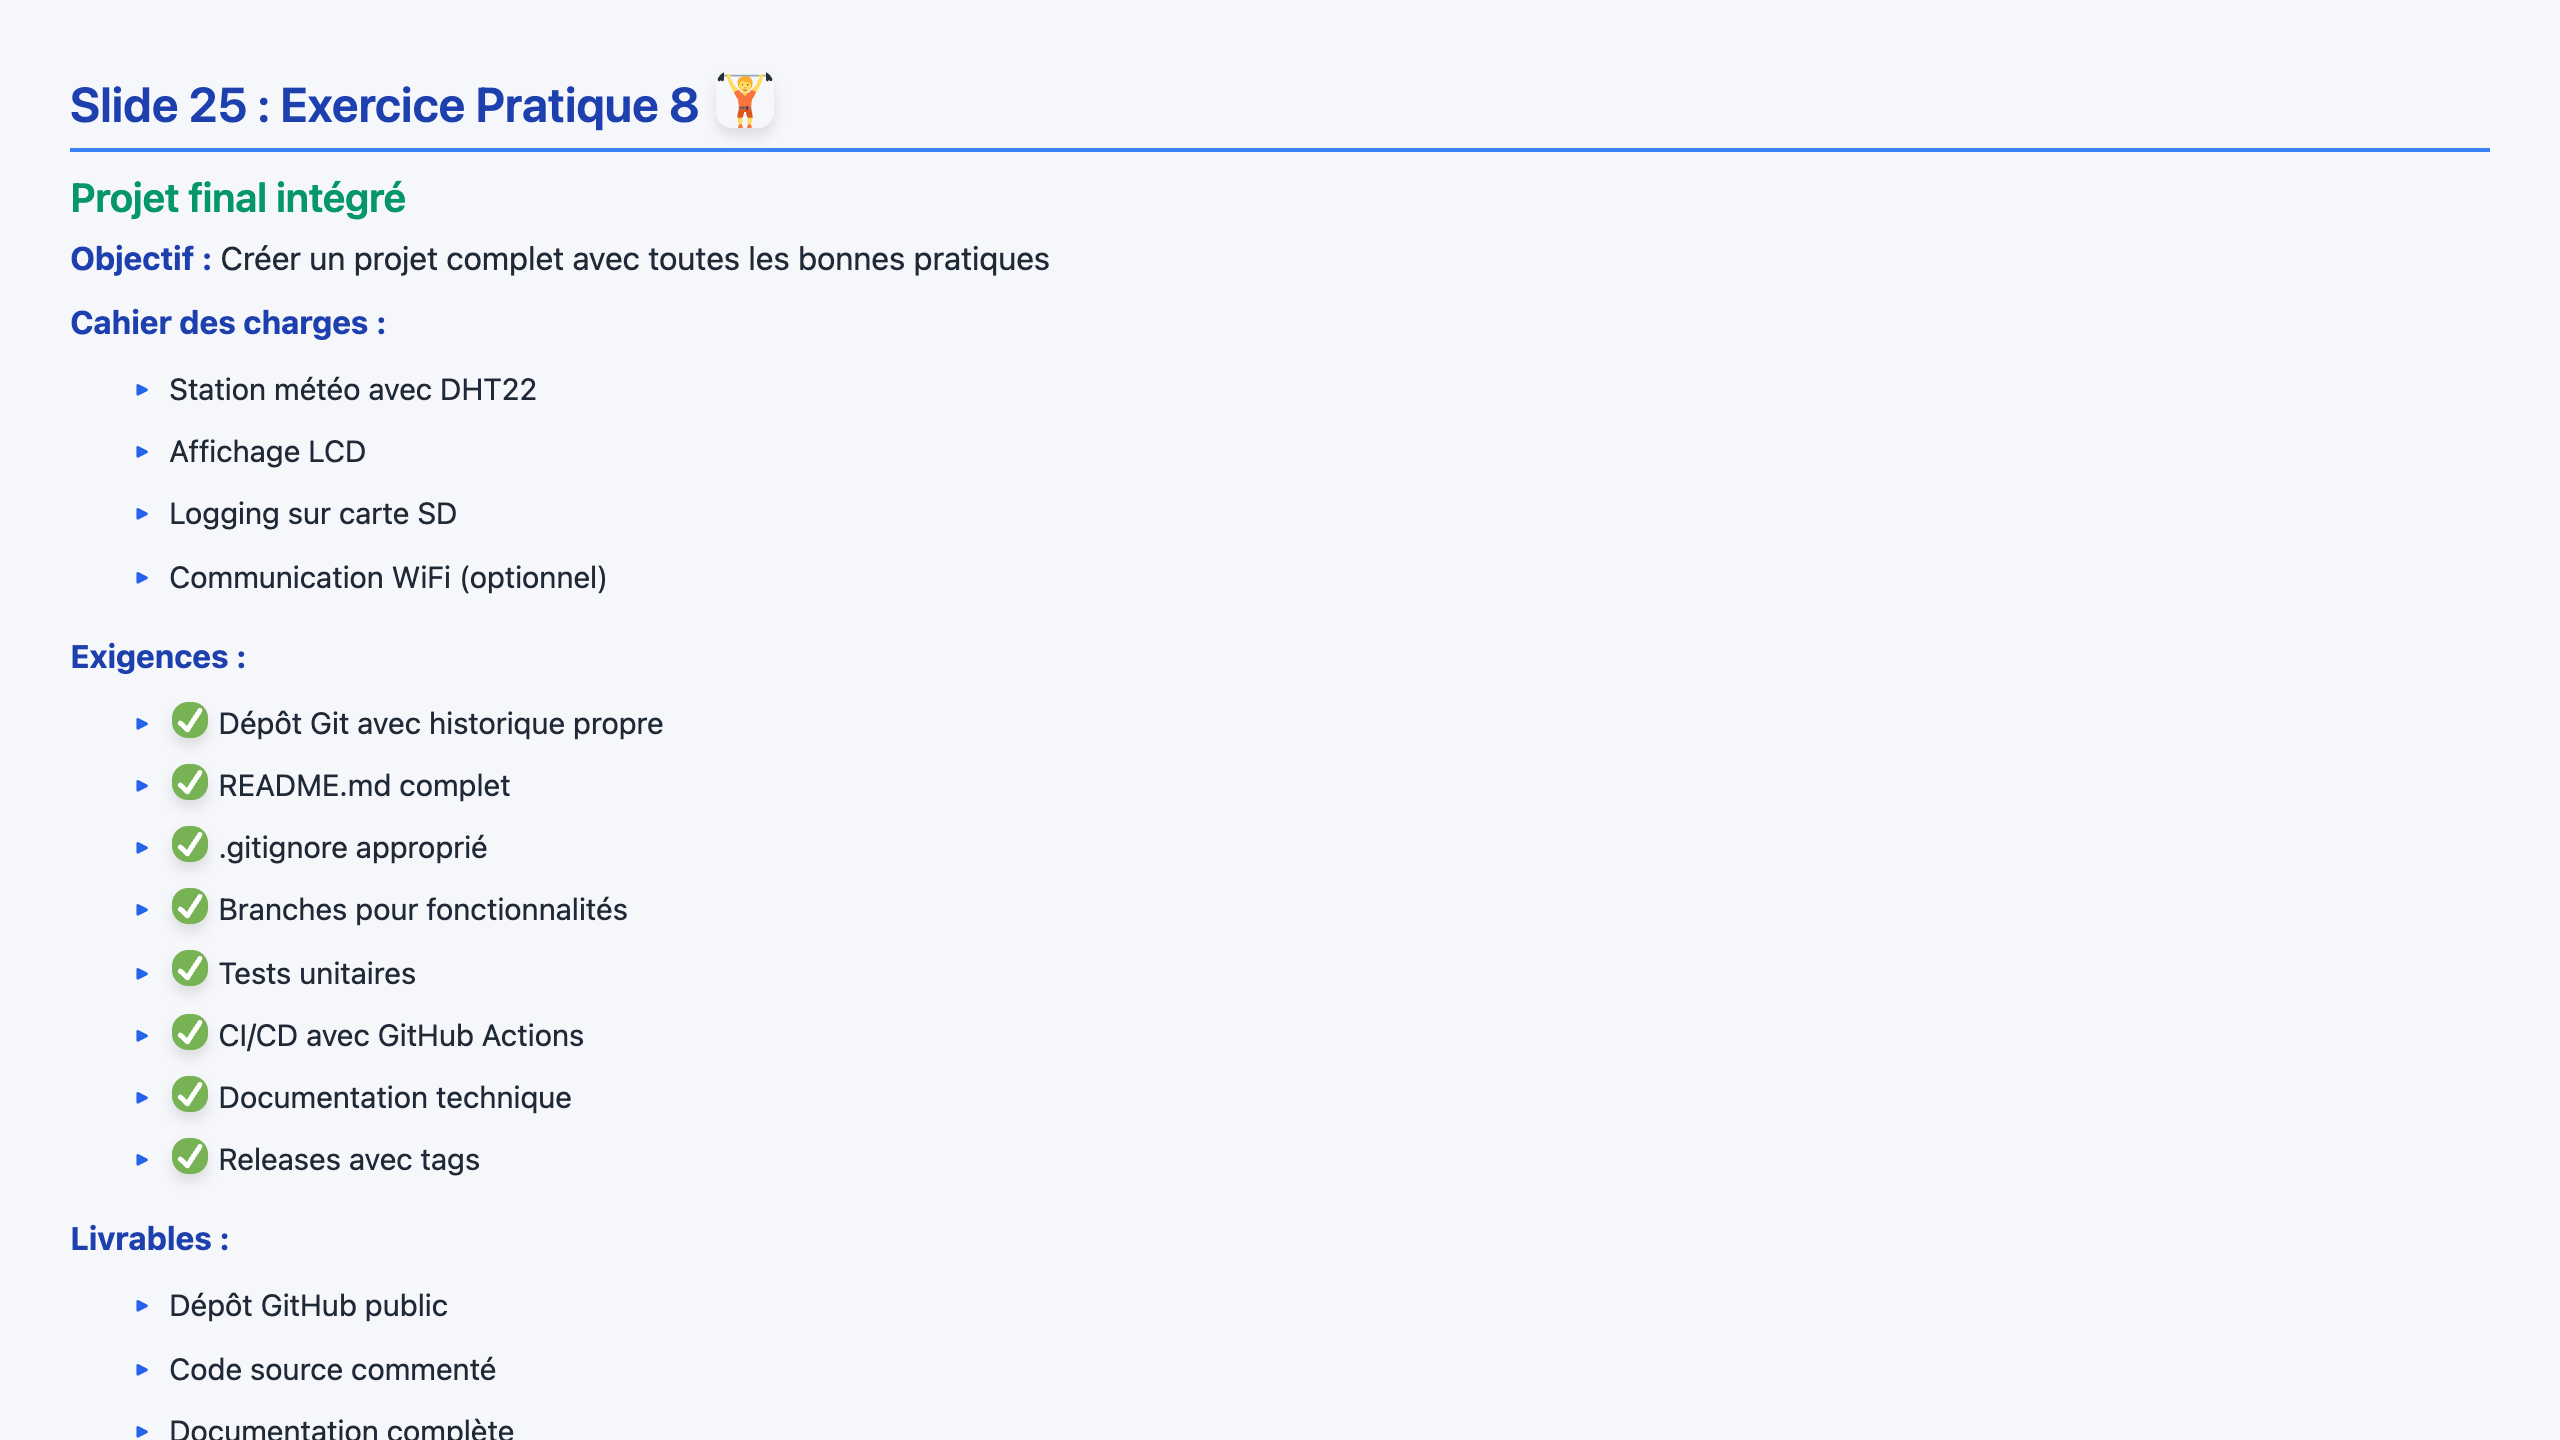 Slide 25 : Exercice Pratique 8
Projet final intégré
Objectif : Créer un projet complet avec toutes les bonnes pratiques
Cahier des charges :
Station météo avec DHT22
Affichage LCD
Logging sur carte SD
Communication WiFi (optionnel)
Exigences :
Dépôt Git avec historique propre
README.md complet
.gitignore approprié
Branches pour fonctionnalités
Tests unitaires
CI/CD avec GitHub Actions
Documentation technique
Releases avec tags
Livrables :
Dépôt GitHub public
Code source commenté
Documentation complète